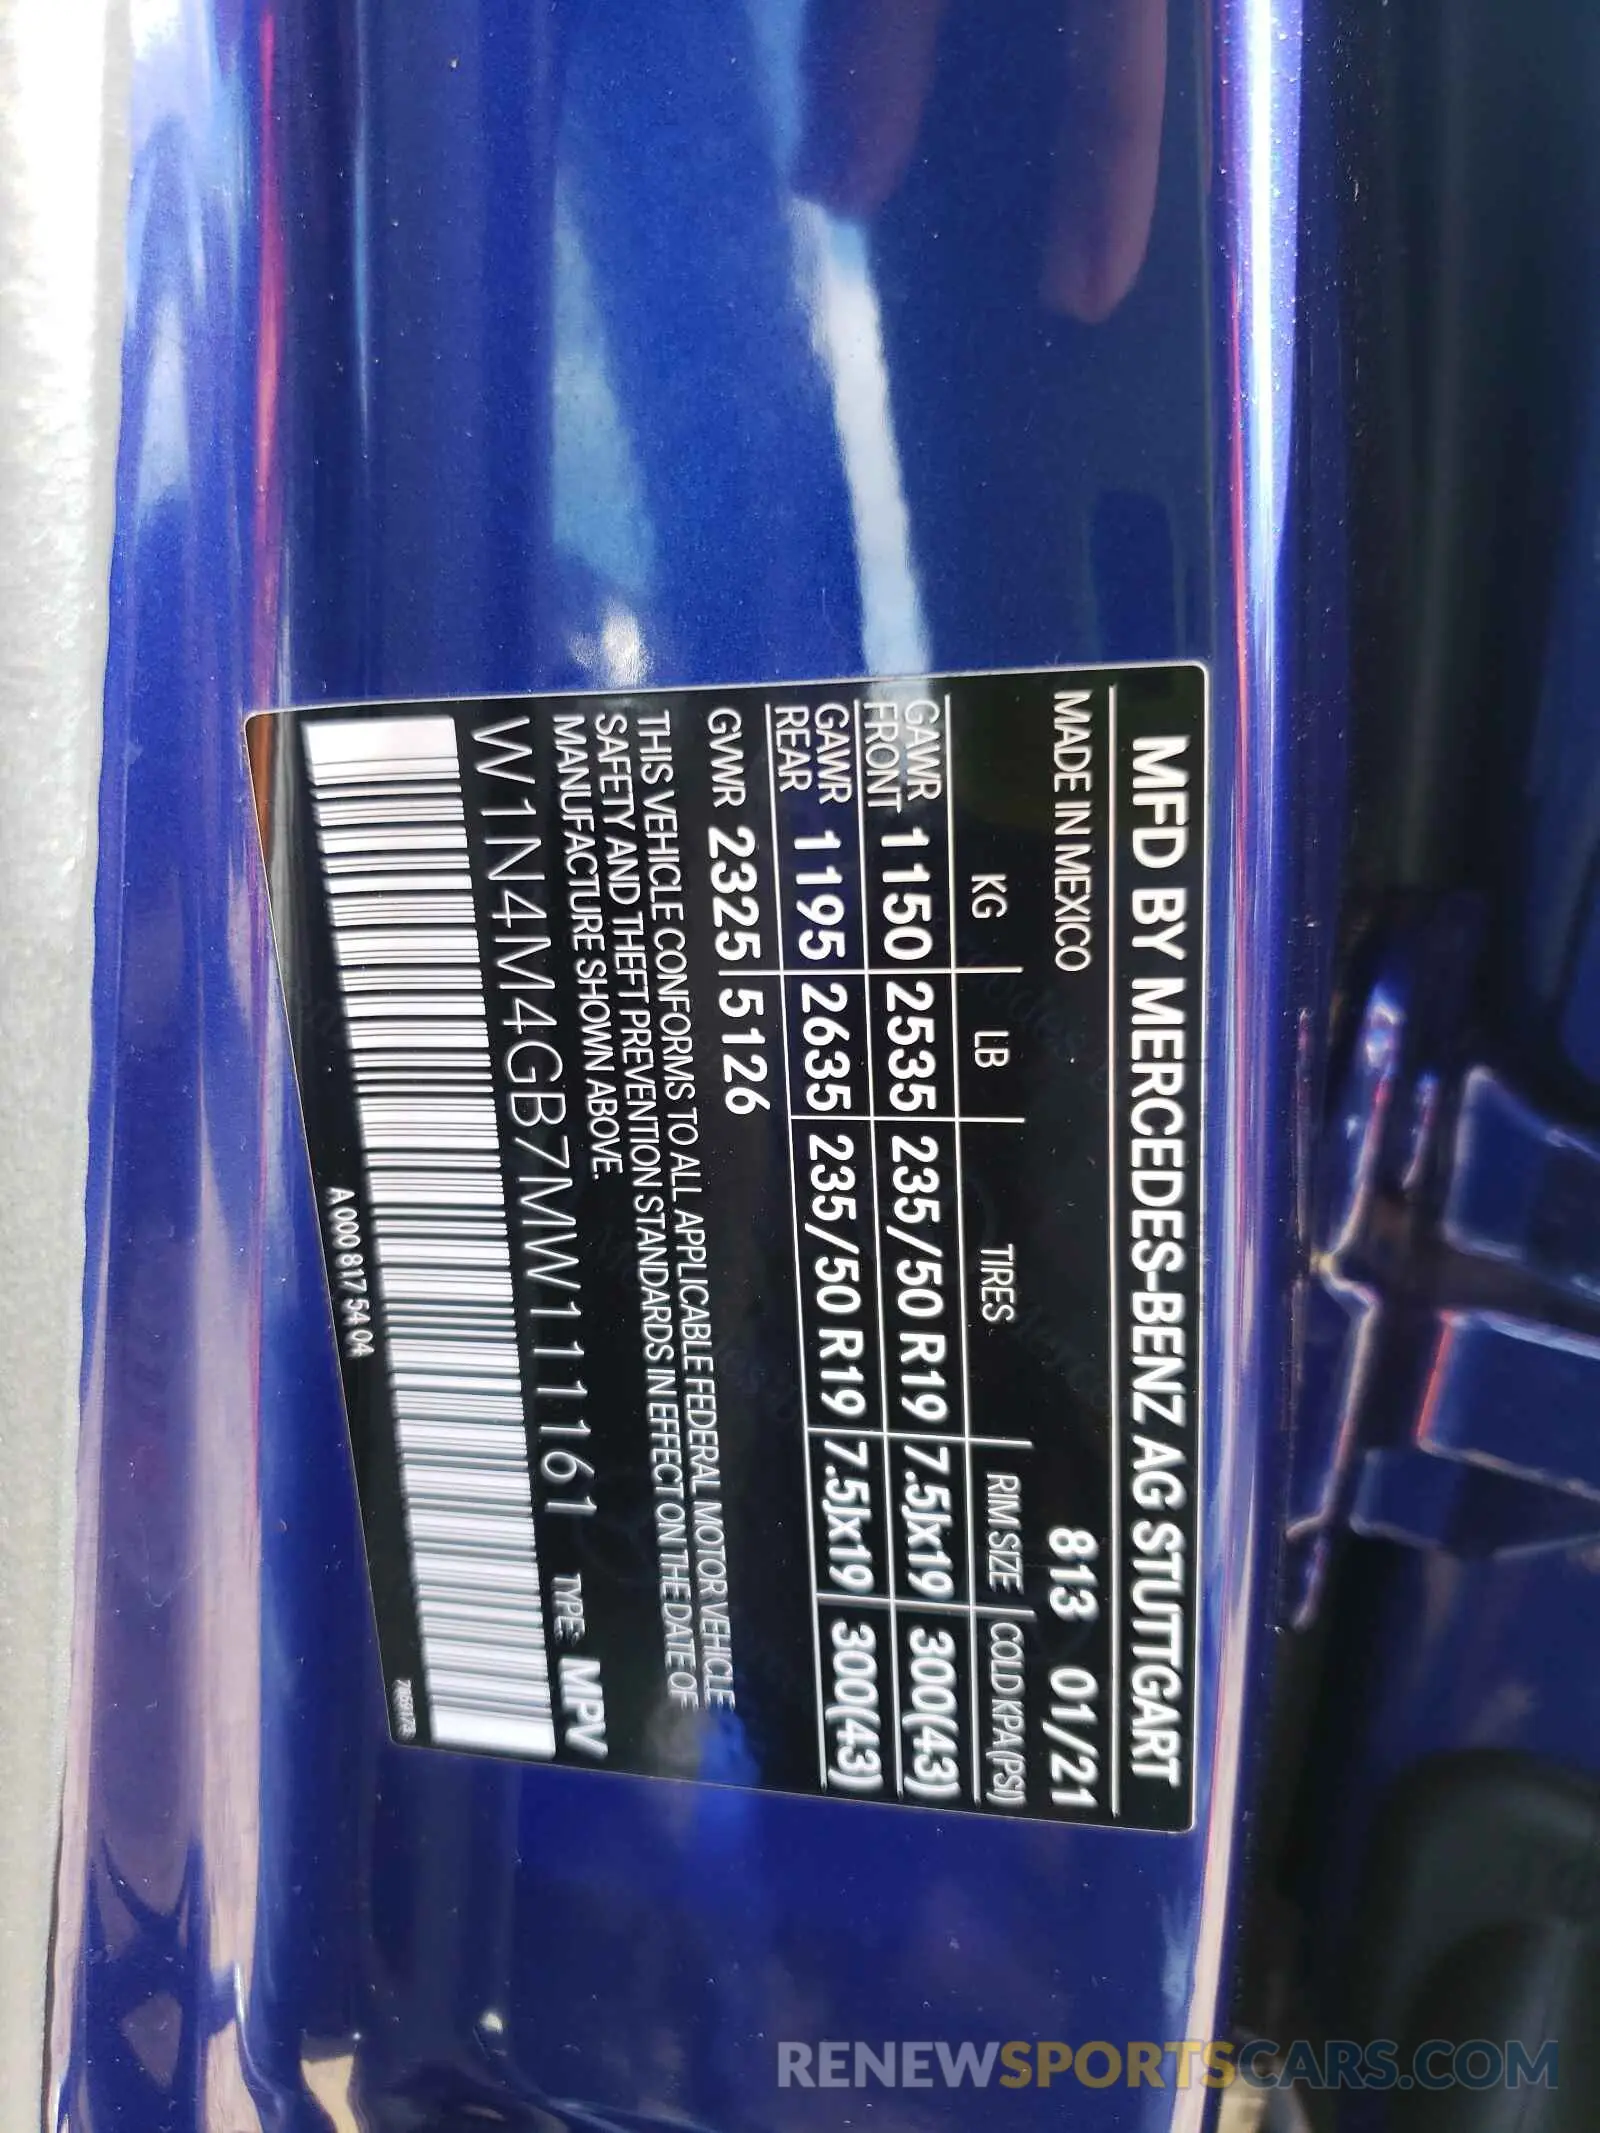 MFD BY MERCEDES-BENZ AG STUTTGART
MADE IN MEXICO 813 01/21
KG LB TIRES RIM SIZE COLD KPA(PSI)
GAWR FRONT 1150 2535 235/50 R19 7.5Jx19 300(43)
GAWR REAR 1195 2635 235/50 R19 7.5Jx19 300(43)
GVWR 2325 5126
THIS VEHICLE CONFORMS TO ALL APPLICABLE FEDERAL MOTOR VEHICLE
SAFETY AND THEFT PREVENTION STANDARDS IN EFFECT ON THE DATE OF
MANUFACTURE SHOWN ABOVE.
W1N4M4GB7MW111161 TYPE: MPV
A 000 817 54 04
RENEWSPORTSCARS.COM